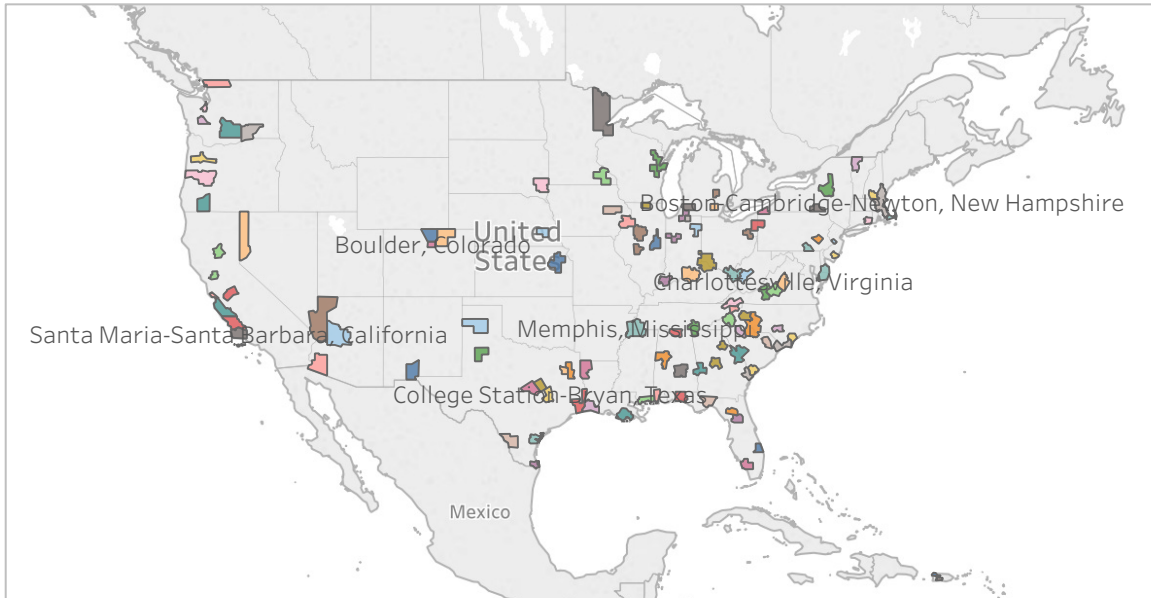 Boston-Cambridge-Newton, New Hampshire
United
States
Boulder, Colorado
Charlottesville, Virginia
Santa Maria-Santa Barbara, California
Memphis, Mississippi
College Station-Bryan, Texas
Mexico